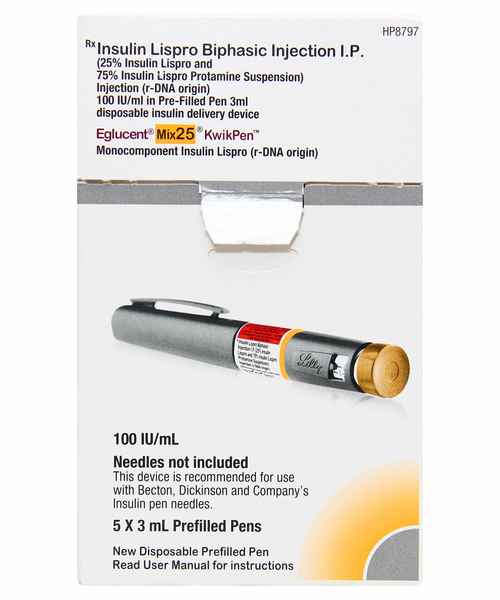 HP8797
Rx Insulin Lispro Biphasic Injection I.P.
(25% Insulin Lispro and
75% Insulin Lispro Protamine Suspension)
Injection (r-DNA origin)
100 IU/ml in Pre-Filled Pen 3ml
disposable insulin delivery device
Eglucent® Mix25® KwikPen™
Monocomponent Insulin Lispro (r-DNA origin)
Insulin Lispro Biphasic
Lilly
100 IU/mL
Needles not included
This device is recommended for use
with Becton, Dickinson and Company's
Insulin pen needles.
5 X 3 mL Prefilled Pens
New Disposable Prefilled Pen
Read User Manual for instructions